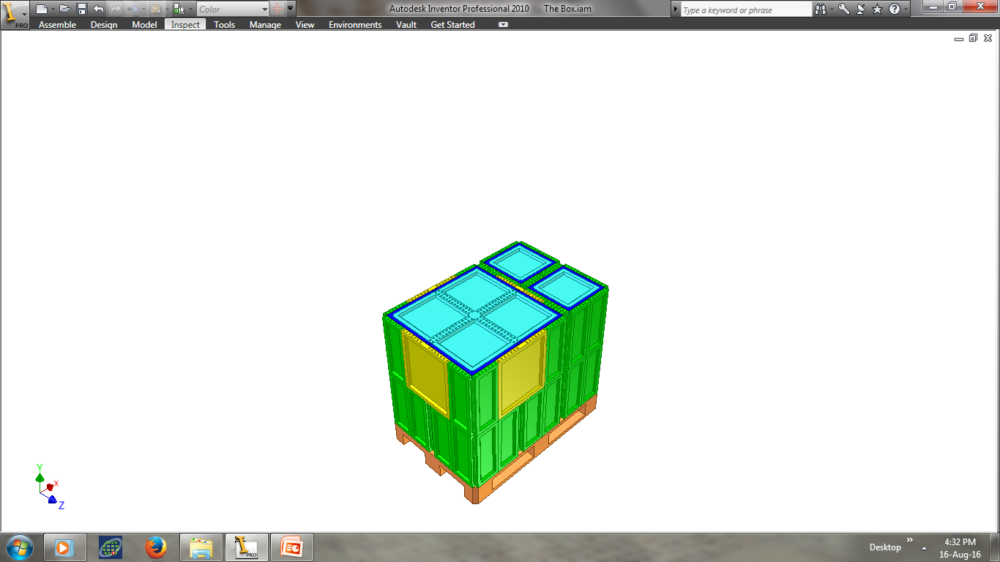 Color
Autodesk Inventor Professional 2010 The Box.iam
Type a keyword or phrase
PRO
Assemble Design Model Inspect Tools Manage View Environments Vault Get Started
Y
X
Z
PRO
Desktop
4:32 PM
16-Aug-16